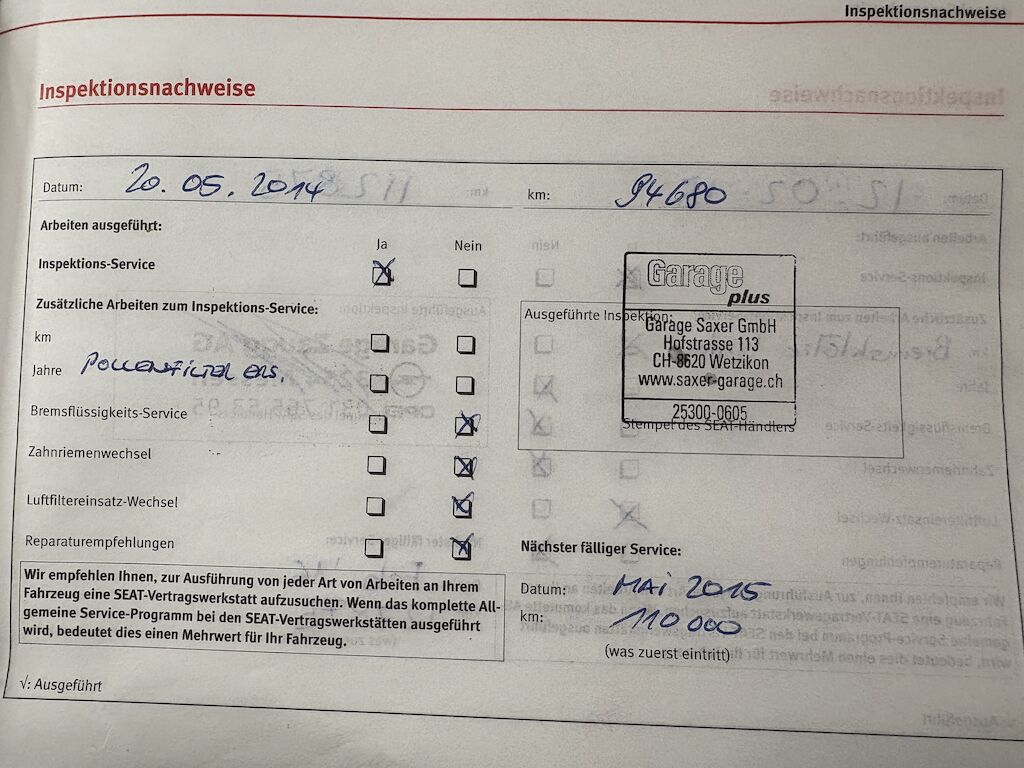 Inspektionsnachweise
Inspektionsnachweise
Datum: 20.05.2014 km: 94680
Arbeiten ausgeführt:
Ja Nein
Inspektions-Service
Zusätzliche Arbeiten zum Inspektions-Service:
km
Jahre Pollenfilter ers.
Bremsflüssigkeits-Service
Zahnriemenwechsel
Luftfiltereinsatz-Wechsel
Reparaturempfehlungen
Wir empfehlen Ihnen, zur Ausführung von jeder Art von Arbeiten an Ihrem
Fahrzeug eine SEAT-Vertragswerkstatt aufzusuchen. Wenn das komplette All-
gemeine Service-Programm bei den SEAT-Vertragswerkstätten ausgeführt
wird, bedeutet dies einen Mehrwert für Ihr Fahrzeug.
√: Ausgeführt
Ausgeführte Inspektion:
Garage
plus
Garage Saxer GmbH
Hofstrasse 113
CH-8620 Wetzikon
www.saxer-garage.ch
25300-0605
Stempel des SEAT-Händlers
Nächster fälliger Service:
Datum: MAI 2015
km: 110000
(was zuerst eintritt)